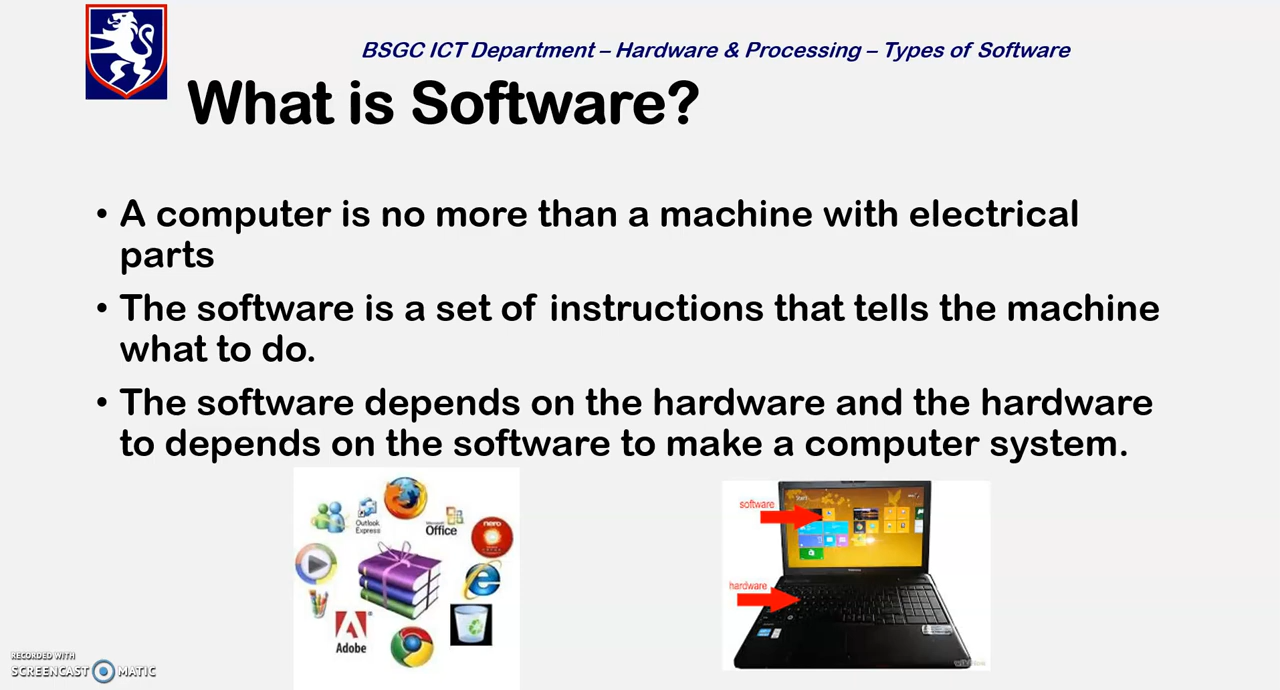 BSGC ICT Department – Hardware & Processing – Types of Software
What is Software?
• A computer is no more than a machine with electrical
parts
• The software is a set of instructions that tells the machine
what to do.
• The software depends on the hardware and the hardware
to depends on the software to make a computer system.
Outlook
Express
Microsoft
Office
nero
Adobe
software
Start
hardware
RECORDED WITH
SCREENCAST MATIC